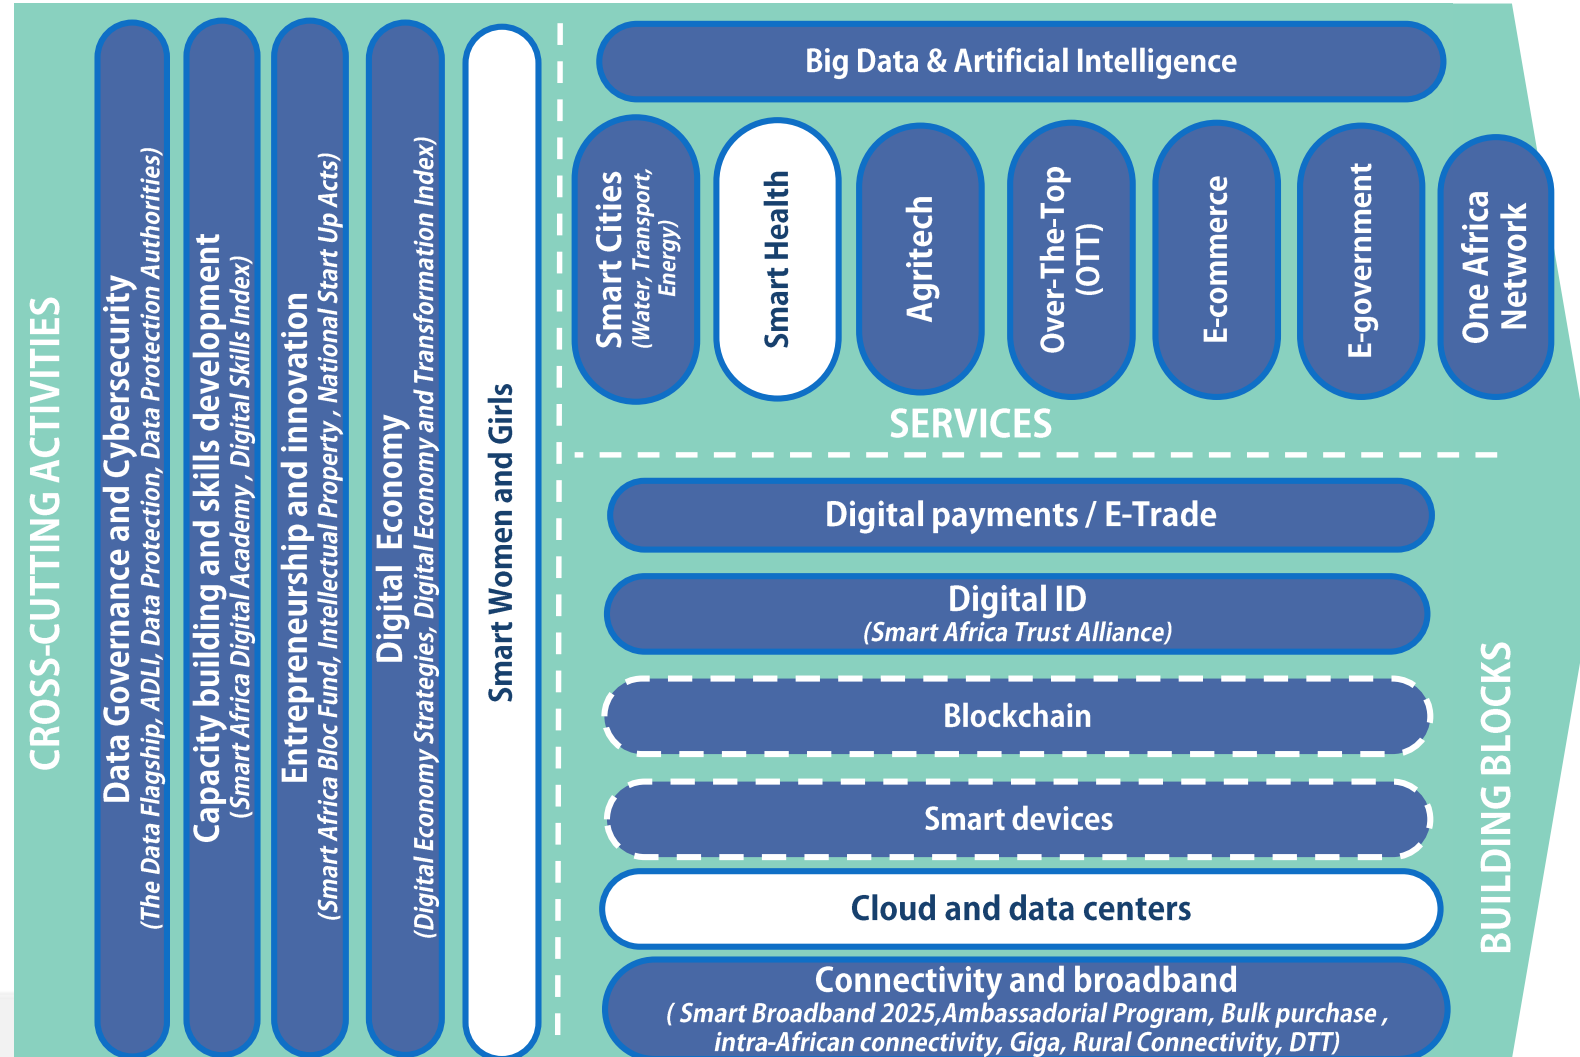 CROSS-CUTTING ACTIVITIES
Data Governance and Cybersecurity
(The Data Flagship, ADLI, Data Protection, Data Protection Authorities)
Capacity building and skills development
(Smart Africa Digital Academy , Digital Skills Index)
Entrepreneurship and innovation
(Smart Africa Bloc Fund, Intellectual Property , National Start Up Acts)
Digital Economy
(Digital Economy Strategies, Digital Economy and Transformation Index)
Smart Women and Girls
Big Data & Artificial Intelligence
Smart Cities
(Water, Transport,
Energy)
Smart Health
Agritech
Over-The-Top
(OTT)
E-commerce
E-government
One Africa
Network
SERVICES
Digital payments / E-Trade
Digital ID
(Smart Africa Trust Alliance)
Blockchain
Smart devices
Cloud and data centers
Connectivity and broadband
( Smart Broadband 2025,Ambassadorial Program, Bulk purchase ,
intra-African connectivity, Giga, Rural Connectivity, DTT)
BUILDING BLOCKS